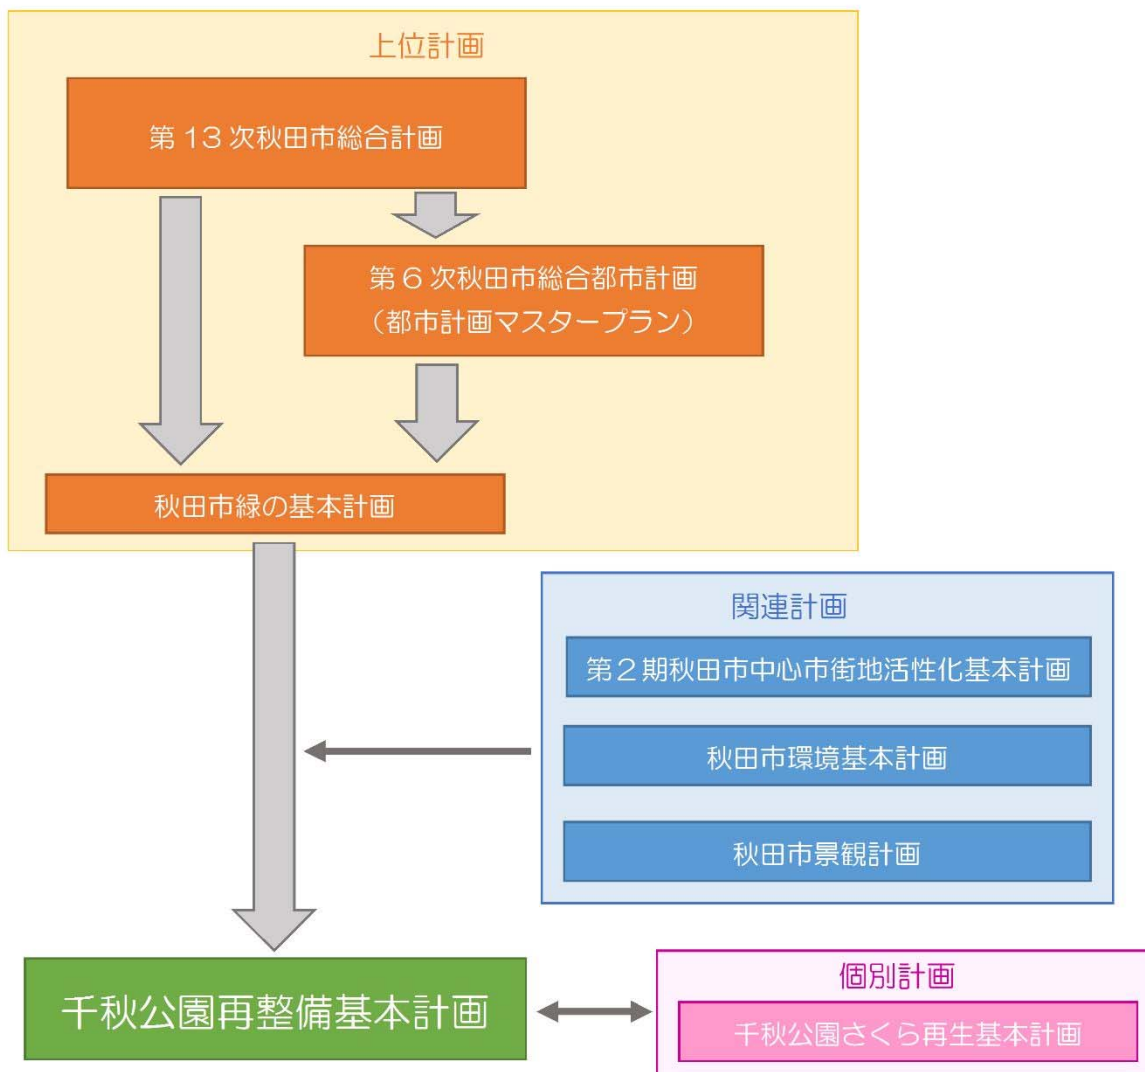 上位計画
第13次秋田市総合計画
第6次秋田市総合都市計画
（都市計画マスタープラン）
秋田市緑の基本計画
関連計画
第2期秋田市中心市街地活性化基本計画
秋田市環境基本計画
秋田市景観計画
千秋公園再整備基本計画
個別計画
千秋公園さくら再生基本計画